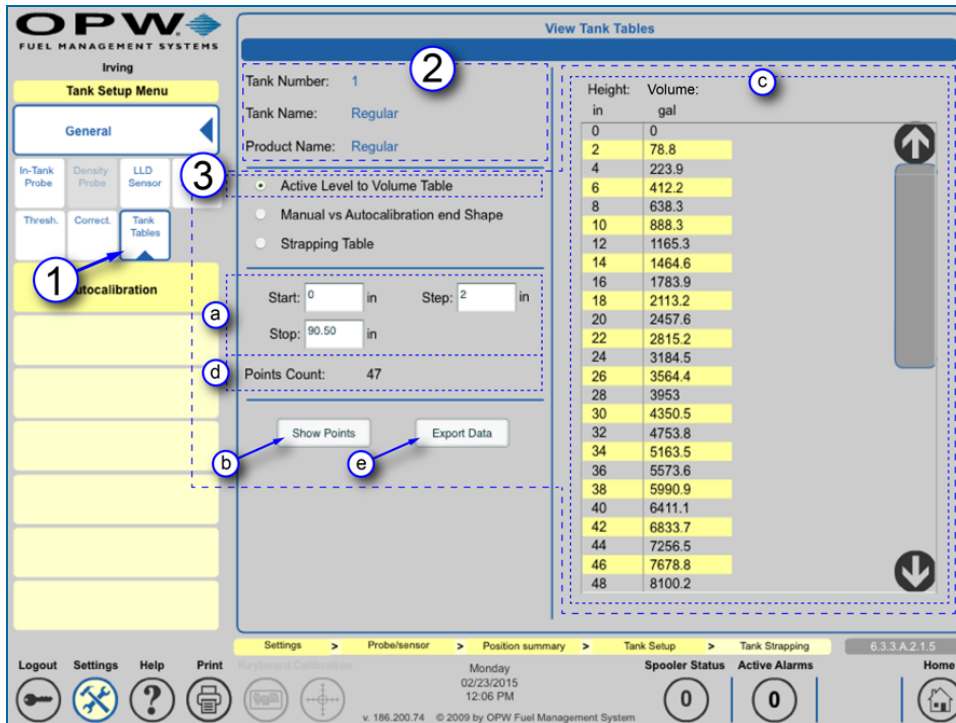 OPW
FUEL MANAGEMENT SYSTEMS
Irving
Tank Setup Menu
General
In-Tank Probe
Density Probe
LLD Sensor
Thresh.
Correct.
Tank Tables
1
View Tank Tables
2
Tank Number: 1
Tank Name: Regular
Product Name: Regular
3
Active Level to Volume Table
Manual vs Autocalibration end Shape
Strapping Table
a
Start: 0 in Step: 2 in
Stop: 90.50 in
d
Points Count: 47
Show Points
Export Data
b
e
c
Height: Volume:
in gal
0 0
2 78.8
4 223.9
6 412.2
8 638.3
10 888.3
12 1165.3
14 1464.6
16 1783.9
18 2113.2
20 2457.6
22 2815.2
24 3184.5
26 3564.4
28 3953
30 4350.5
32 4753.8
34 5163.5
36 5573.6
38 5990.9
40 6411.1
42 6833.7
44 7256.5
46 7678.8
48 8100.2
Settings > Probe/sensor > Position summary > Tank Setup > Tank Strapping
6.3.3.A.2.1.5
Logout
Settings
Help
Print
Keyboard Calibration
Monday
02/23/2015
12:06 PM
Spooler Status
0
Active Alarms
0
Home
v. 186.200.74 © 2009 by OPW Fuel Management System